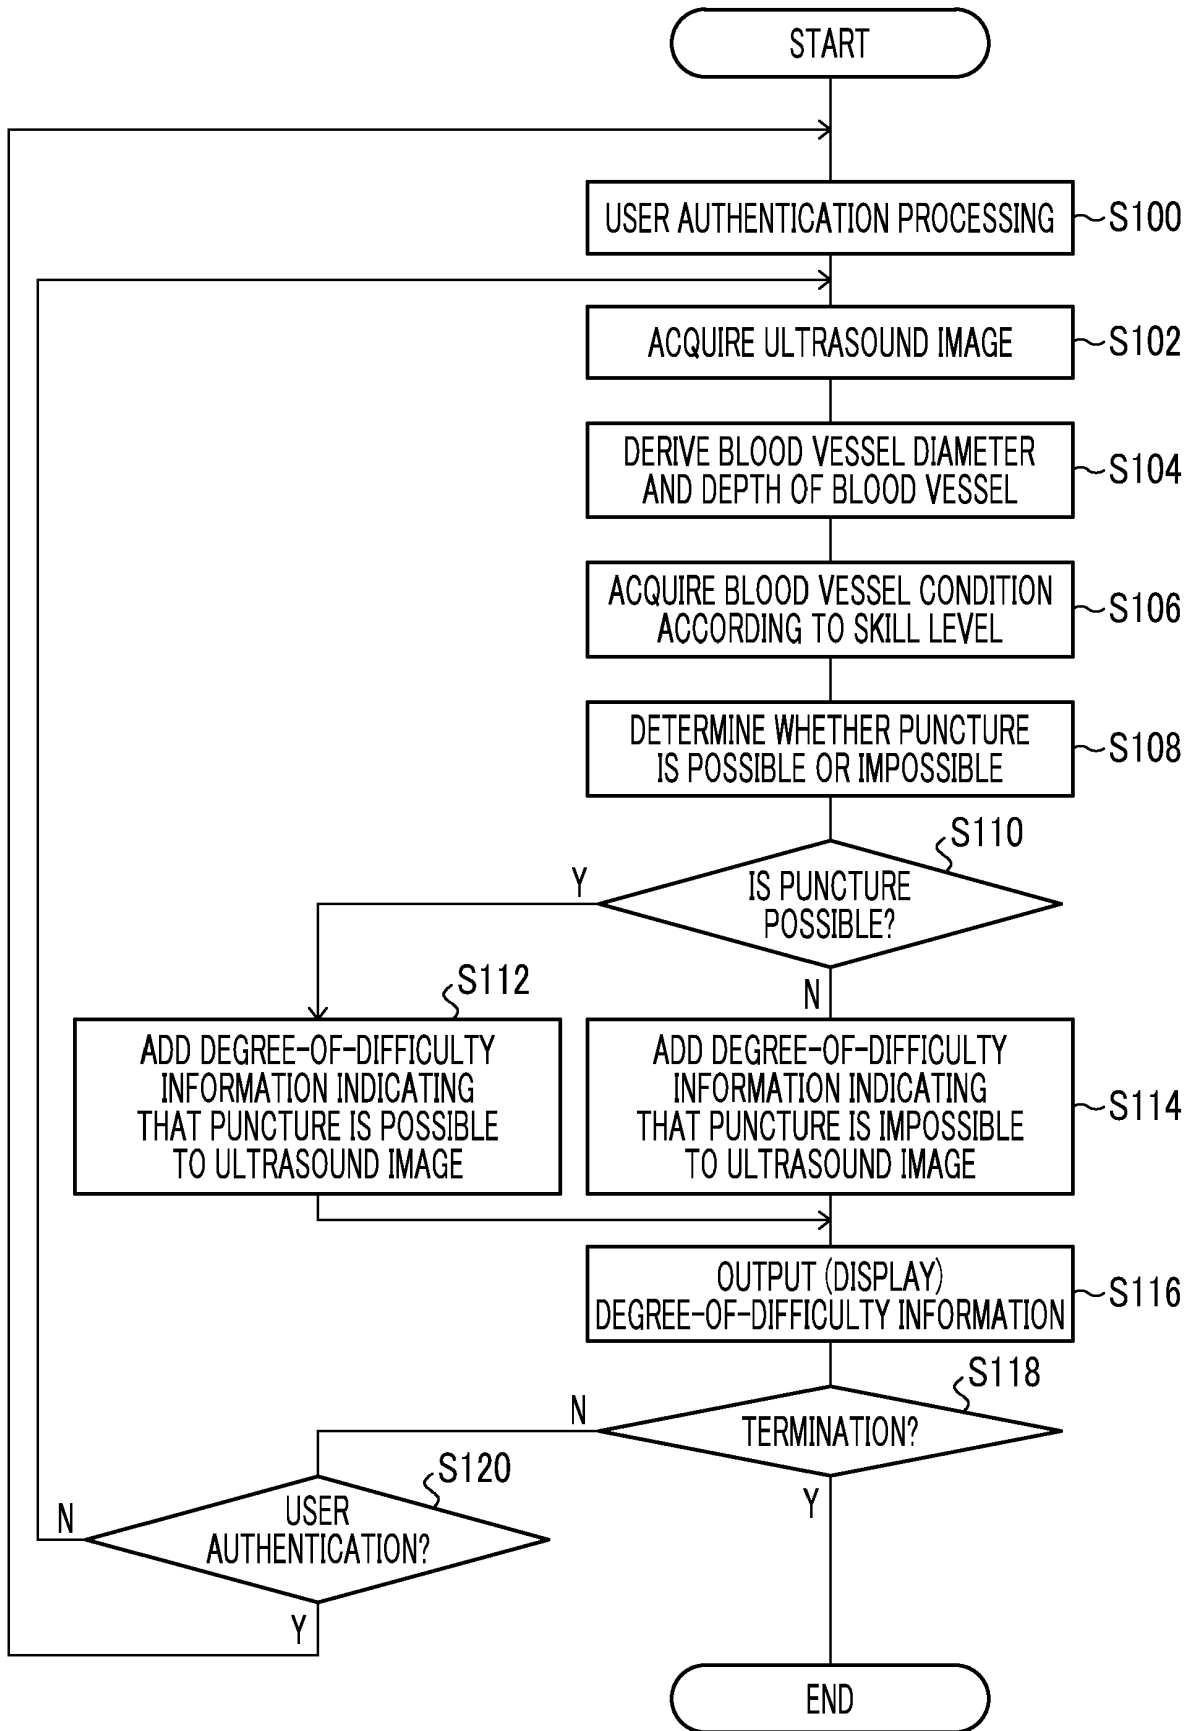 START
USER AUTHENTICATION PROCESSING
S100
ACQUIRE ULTRASOUND IMAGE
S102
DERIVE BLOOD VESSEL DIAMETER
AND DEPTH OF BLOOD VESSEL
S104
ACQUIRE BLOOD VESSEL CONDITION
ACCORDING TO SKILL LEVEL
S106
DETERMINE WHETHER PUNCTURE
IS POSSIBLE OR IMPOSSIBLE
S108
S110
IS PUNCTURE
POSSIBLE?
Y
N
S112
ADD DEGREE-OF-DIFFICULTY
INFORMATION INDICATING
THAT PUNCTURE IS POSSIBLE
TO ULTRASOUND IMAGE
ADD DEGREE-OF-DIFFICULTY
INFORMATION INDICATING
THAT PUNCTURE IS IMPOSSIBLE
TO ULTRASOUND IMAGE
S114
OUTPUT (DISPLAY)
DEGREE-OF-DIFFICULTY INFORMATION
S116
S118
TERMINATION?
N
Y
S120
USER
AUTHENTICATION?
N
Y
END